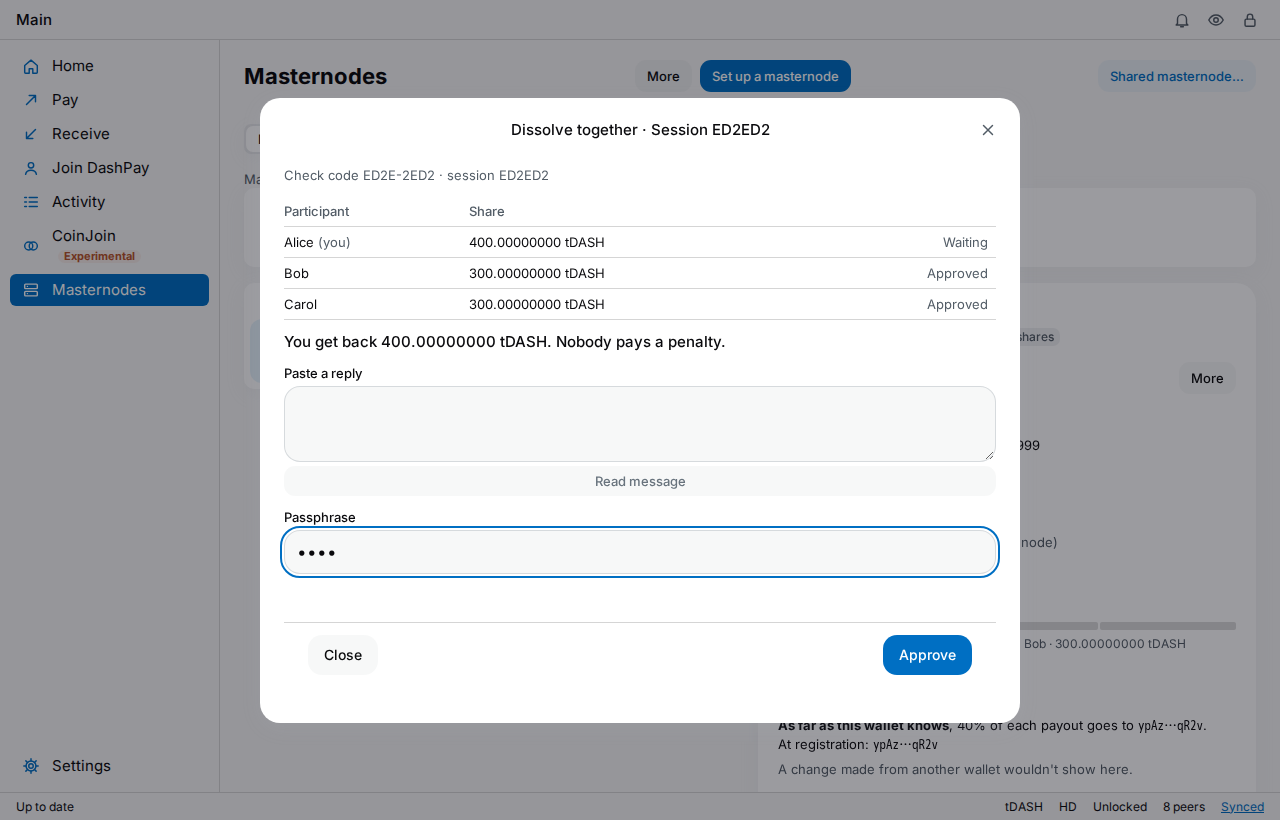 Main
Home
Pay
Receive
Join DashPay
Activity
CoinJoin
Experimental
Masternodes
Settings
Masternodes
More
Set up a masternode
Shared masternode...
Dissolve together · Session ED2ED2
Check code ED2E-2ED2 · session ED2ED2
Participant Share
Alice (you) 400.00000000 tDASH Waiting
Bob 300.00000000 tDASH Approved
Carol 300.00000000 tDASH Approved
You get back 400.00000000 tDASH. Nobody pays a penalty.
Paste a reply
Read message
Passphrase
••••
Close
Approve
shares
More
999
node)
Bob · 300.00000000 tDASH
As far as this wallet knows, 40% of each payout goes to ypAz…qR2v.
At registration: ypAz…qR2v
A change made from another wallet wouldn't show here.
Up to date
tDASH HD Unlocked 8 peers Synced